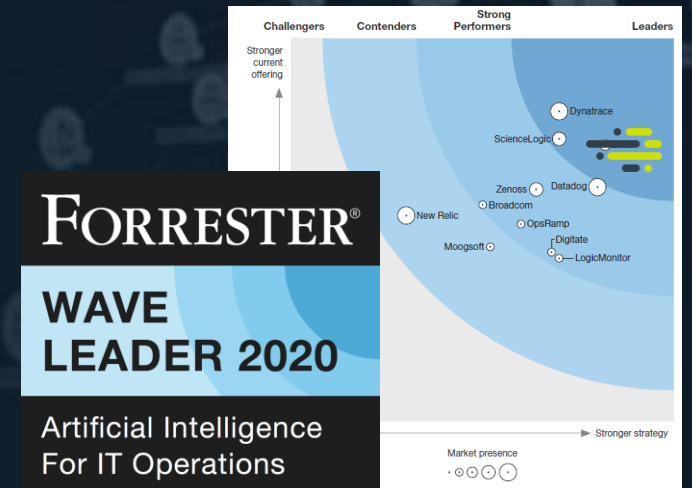 Challengers Contenders Strong Performers Leaders
Stronger current offering
Dynatrace
ScienceLogic
Zenoss
Datadog
Broadcom
New Relic
OpsRamp
Digitate
Moogsoft
LogicMonitor
FORRESTER®
WAVE
LEADER 2020
Artificial Intelligence
For IT Operations
Stronger strategy
Market presence